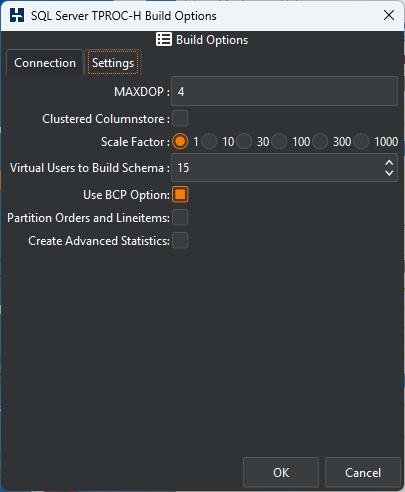 SQL Server TPROC-H Build Options
Build Options
Connection Settings
MAXDOP : 4
Clustered Columnstore :
Scale Factor : 1 10 30 100 300 1000
Virtual Users to Build Schema : 15
Use BCP Option:
Partition Orders and Lineitems:
Create Advanced Statistics:
OK Cancel